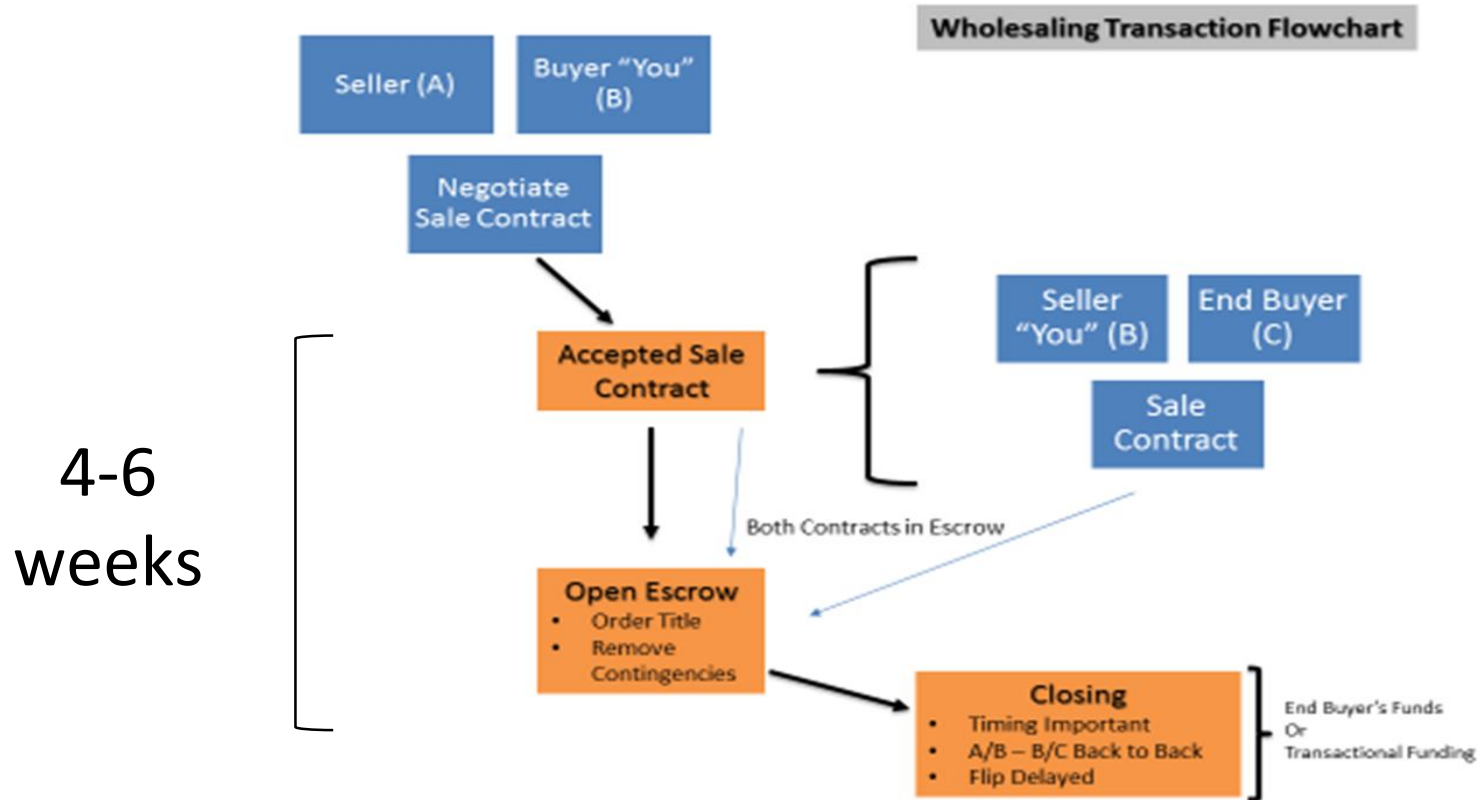 Wholesaling Transaction Flowchart
Seller (A)
Buyer “You”
(B)
Negotiate
Sale Contract
Accepted Sale
Contract
Seller
“You” (B)
End Buyer
(C)
Sale
Contract
4-6
weeks
Both Contracts in Escrow
Open Escrow
• Order Title
• Remove
Contingencies
Closing
• Timing Important
• A/B – B/C Back to Back
• Flip Delayed
End Buyer’s Funds
Or
Transactional Funding